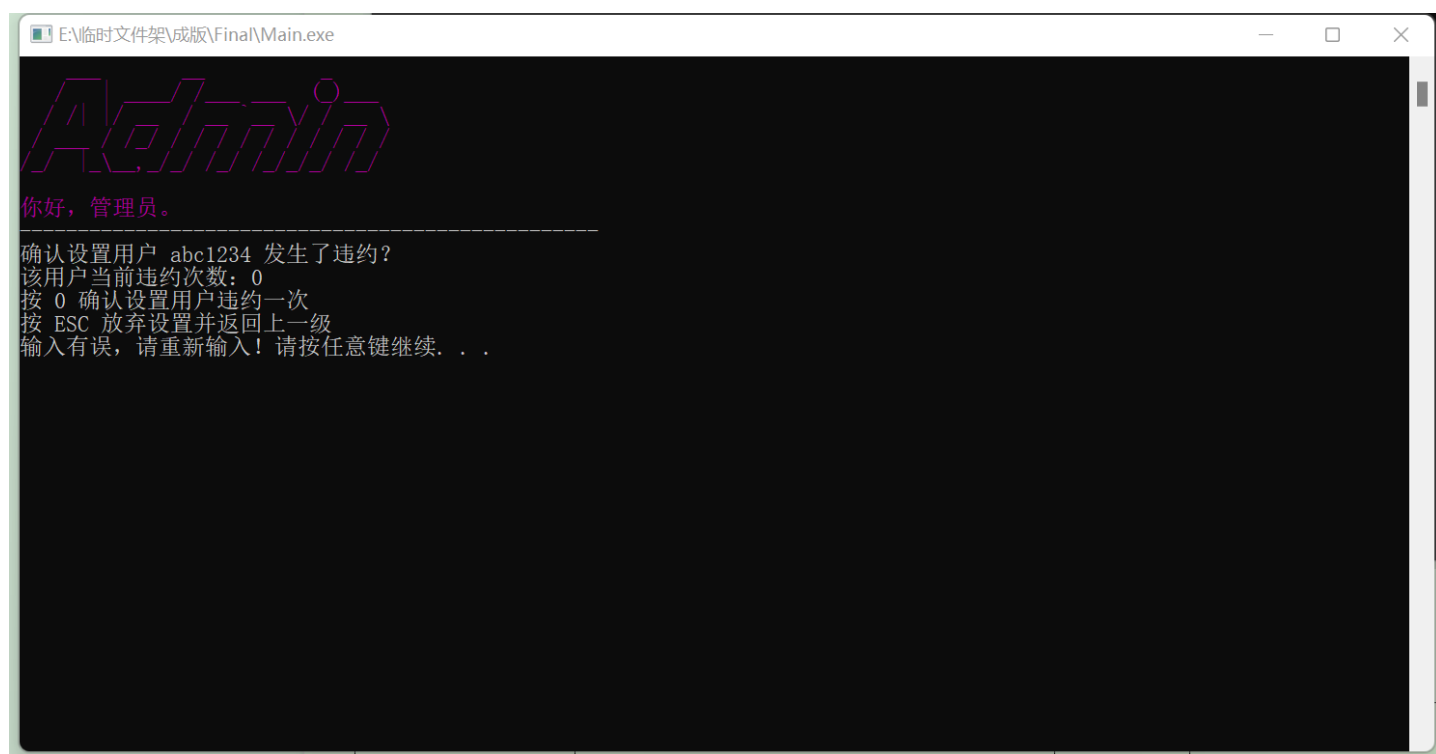 E:\临时文件架\成版\Final\Main.exe
Admin
你好，管理员。
--------------------------------------------------
确认设置用户 abc1234 发生了违约？
该用户当前违约次数：0
按 0 确认设置用户违约一次
按 ESC 放弃设置并返回上一级
输入有误，请重新输入！请按任意键继续. . .